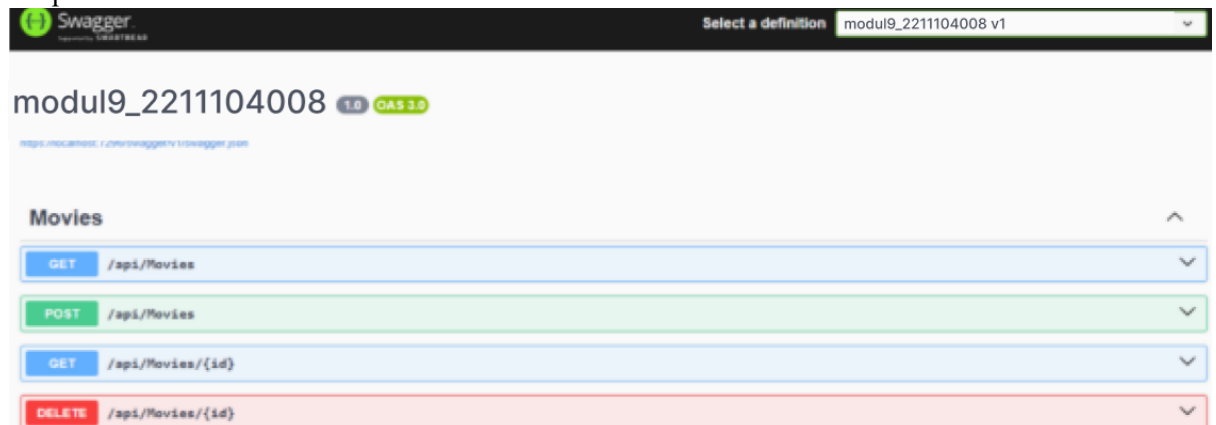 Swagger.
Select a definition modul9_2211104008 v1
modul9_2211104008 1.0 OAS 3.0
Movies
GET /api/Movies
POST /api/Movies
GET /api/Movies/{id}
DELETE /api/Movies/{id}